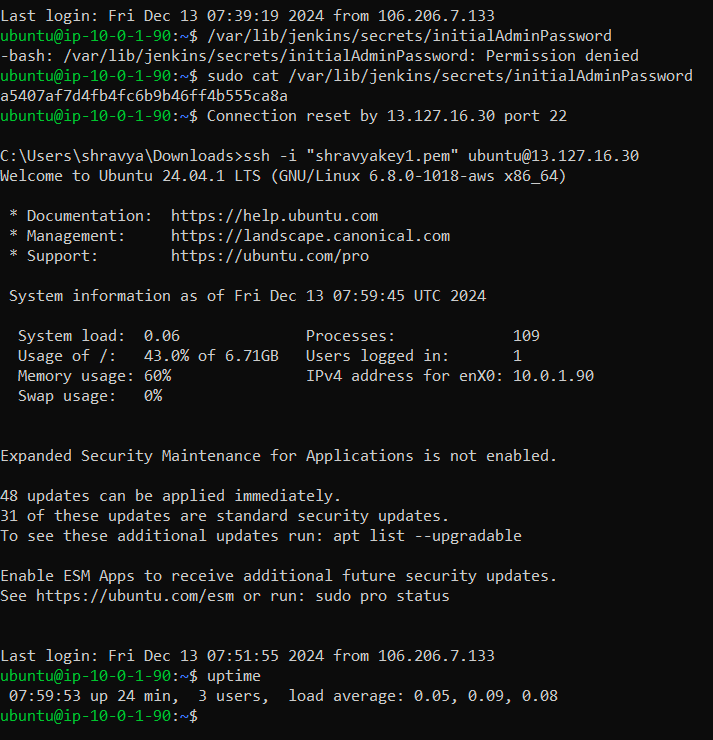 Last login: Fri Dec 13 07:39:19 2024 from 106.206.7.133
ubuntu@ip-10-0-1-90:~$ /var/lib/jenkins/secrets/initialAdminPassword
-bash: /var/lib/jenkins/secrets/initialAdminPassword: Permission denied
ubuntu@ip-10-0-1-90:~$ sudo cat /var/lib/jenkins/secrets/initialAdminPassword
a5407af7d4fb4fc6b9b46ff4b555ca8a
ubuntu@ip-10-0-1-90:~$ Connection reset by 13.127.16.30 port 22
C:\Users\shravya\Downloads>ssh -i "shravyakey1.pem" ubuntu@13.127.16.30
Welcome to Ubuntu 24.04.1 LTS (GNU/Linux 6.8.0-1018-aws x86_64)
* Documentation:  https://help.ubuntu.com
* Management:     https://landscape.canonical.com
* Support:        https://ubuntu.com/pro
System information as of Fri Dec 13 07:59:45 UTC 2024
System load:  0.06               Processes:             109
Usage of /:   43.0% of 6.71GB   Users logged in:       1
Memory usage: 60%               IPv4 address for enX0: 10.0.1.90
Swap usage:   0%
Expanded Security Maintenance for Applications is not enabled.
48 updates can be applied immediately.
31 of these updates are standard security updates.
To see these additional updates run: apt list --upgradable
Enable ESM Apps to receive additional future security updates.
See https://ubuntu.com/esm or run: sudo pro status
Last login: Fri Dec 13 07:51:55 2024 from 106.206.7.133
ubuntu@ip-10-0-1-90:~$ uptime
07:59:53 up 24 min,  3 users,  load average: 0.05, 0.09, 0.08
ubuntu@ip-10-0-1-90:~$